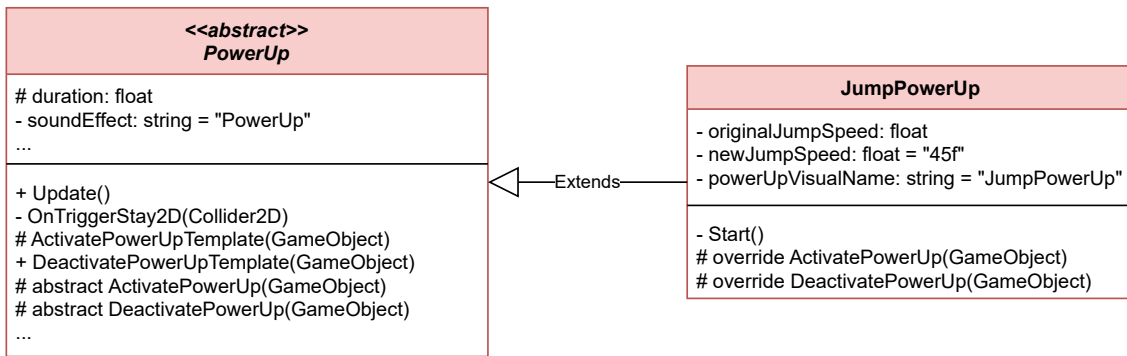 <<abstract>>
PowerUp
# duration: float
- soundEffect: string = "PowerUp"
...
+ Update()
- OnTriggerStay2D(Collider2D)
# ActivatePowerUpTemplate(GameObject)
+ DeactivatePowerUpTemplate(GameObject)
# abstract ActivatePowerUp(GameObject)
# abstract DeactivatePowerUp(GameObject)
...
Extends
JumpPowerUp
- originalJumpSpeed: float
- newJumpSpeed: float = "45f"
- powerUpVisualName: string = "JumpPowerUp"
- Start()
# override ActivatePowerUp(GameObject)
# override DeactivatePowerUp(GameObject)